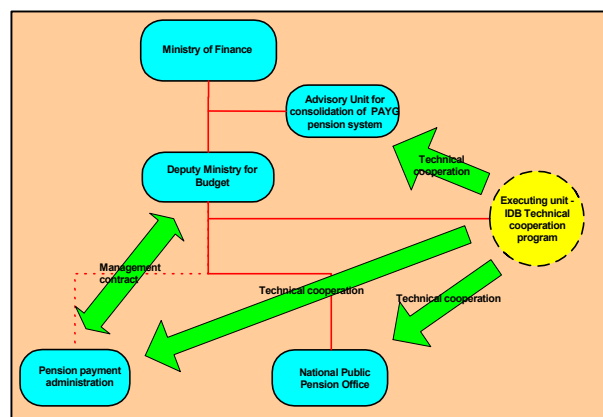 Ministry of Finance
Advisory Unit for
consolidation of PAYG
pension system
Technical
cooperation
Deputy Ministry for
Budget
Executing unit -
IDB Technical
cooperation
program
Management
contract
Technical cooperation
Technical cooperation
Pension payment
administration
National Public
Pension Office